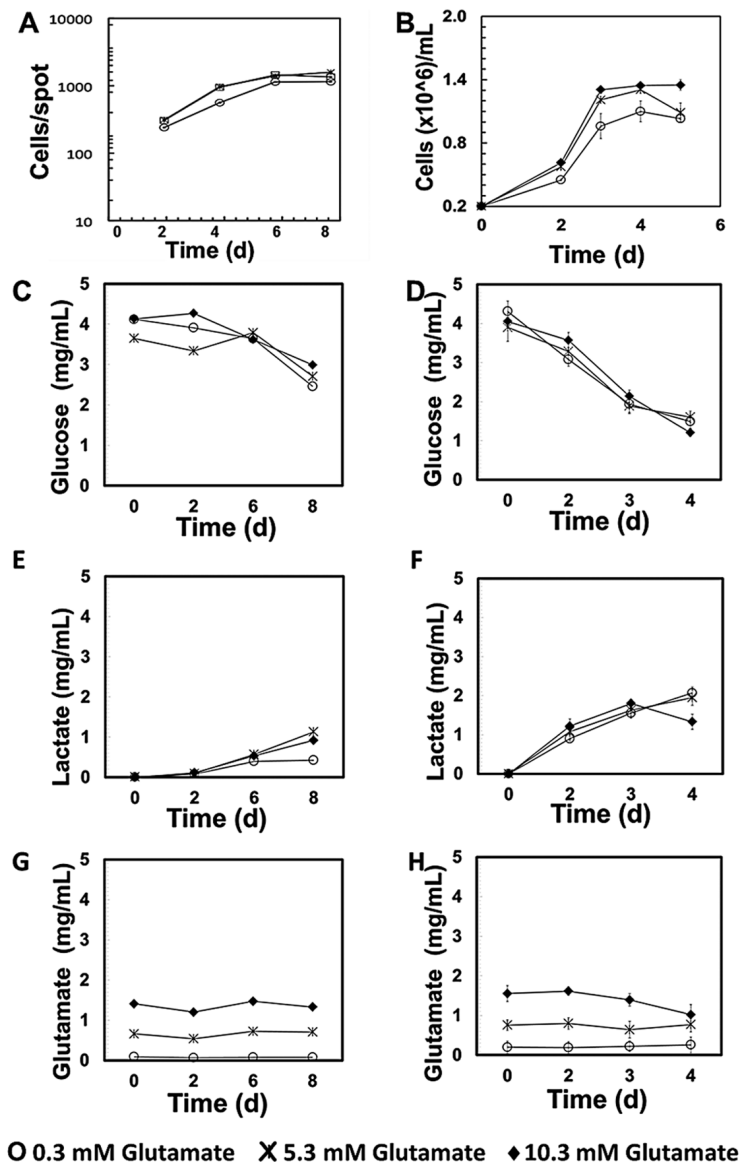 A
10000
1000
100
10
Cells/spot
0 2 4 6 8
Time (d)
B
2.0
1.4
0.8
0.2
Cells (x10^6)/mL
0 2 4 6
Time (d)
C
5
4
3
2
1
0
Glucose (mg/mL)
0 2 6 8
Time (d)
D
5
4
3
2
1
0
Glucose (mg/mL)
0 2 3 4
Time (d)
E
5
4
3
2
1
0
Lactate (mg/mL)
0 2 6 8
Time (d)
F
5
4
3
2
1
0
Lactate (mg/mL)
0 2 3 4
Time (d)
G
5
4
3
2
1
0
Glutamate (mg/mL)
0 2 6 8
Time (d)
H
5
4
3
2
1
0
Glutamate (mg/mL)
0 2 3 4
Time (d)
0.3 mM Glutamate 5.3 mM Glutamate 10.3 mM Glutamate